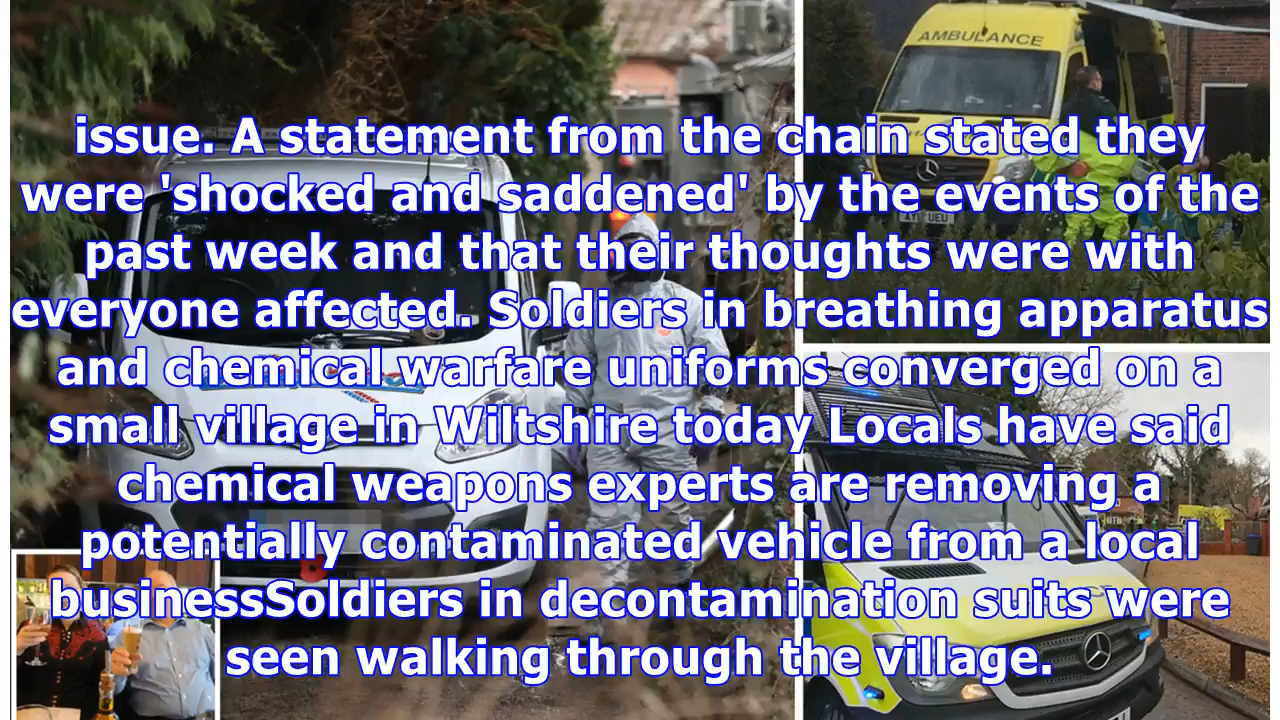 AMBULANCE
issue. A statement from the chain stated they
were 'shocked and saddened' by the events of the
past week and that their thoughts were with
everyone affected. Soldiers in breathing apparatus
and chemical warfare uniforms converged on a
small village in Wiltshire today Locals have said
chemical weapons experts are removing a
potentially contaminated vehicle from a local
businessSoldiers in decontamination suits were
seen walking through the village.